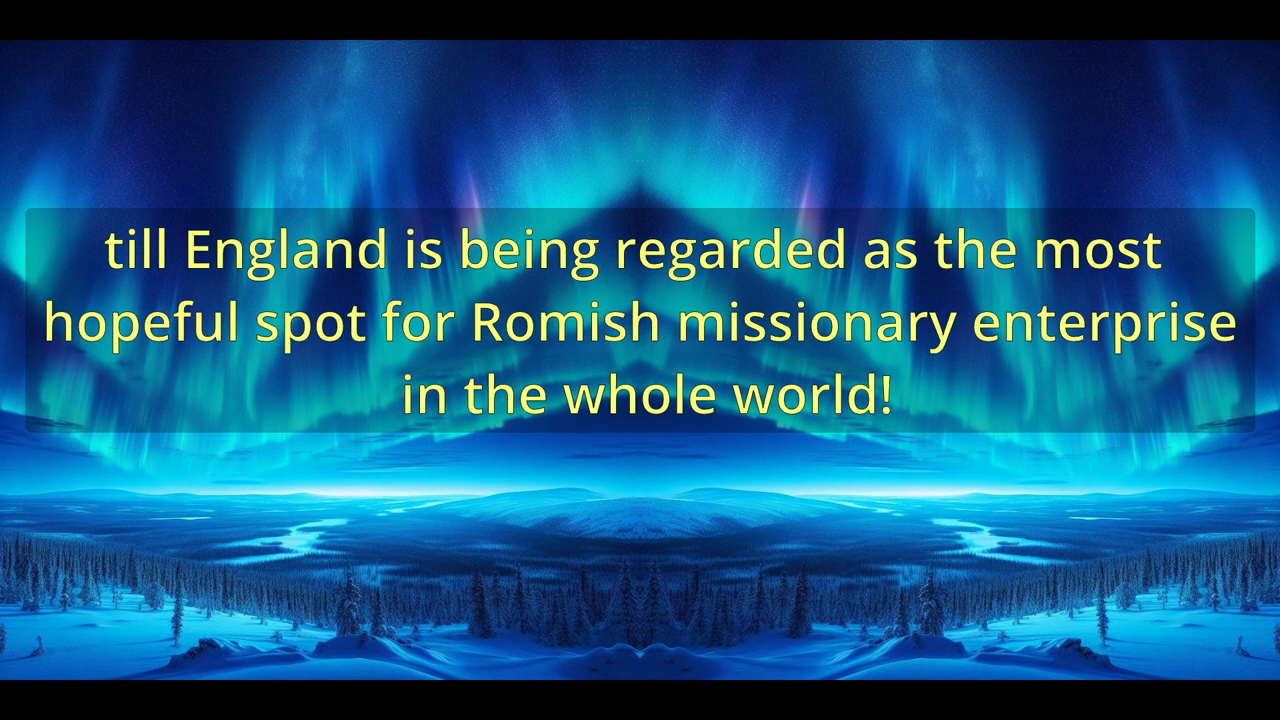 till England is being regarded as the most
hopeful spot for Romish missionary enterprise
in the whole world!